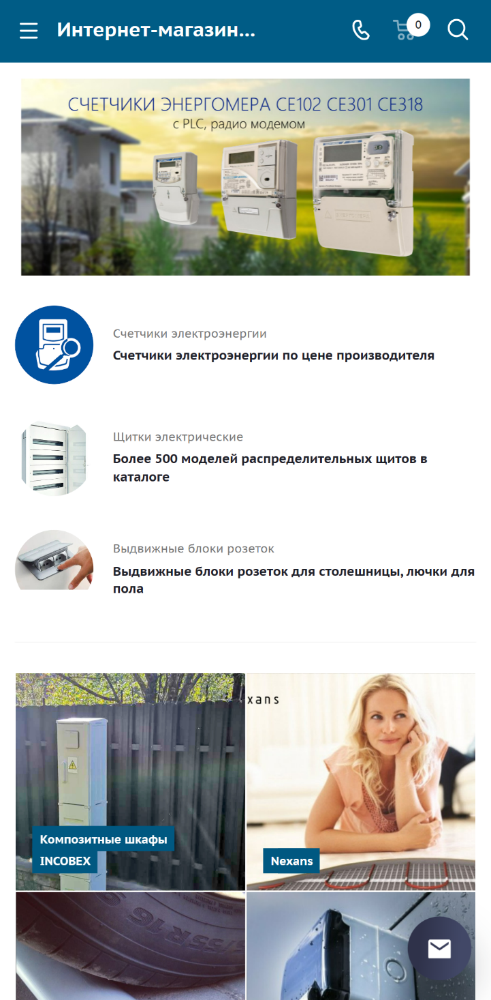 Интернет-магазин...
0
СЧЕТЧИКИ ЭНЕРГОМЕРА СЕ102 СЕ301 СЕ318
с PLC, радио модемом
Счетчики электроэнергии
Счетчики электроэнергии по цене производителя
Щитки электрические
Более 500 моделей распределительных щитов в
каталоге
Выдвижные блоки розеток
Выдвижные блоки розеток для столешницы, лючки для
пола
xans
Композитные шкафы
INCOBEX
Nexans